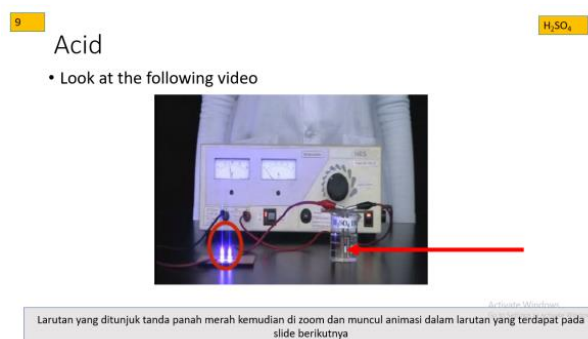 9
H₂SO₄
Acid
• Look at the following video
Activate Windows
Larutan yang ditunjuk tanda panah merah kemudian di zoom dan muncul animasi dalam larutan yang terdapat pada
slide berikutnya